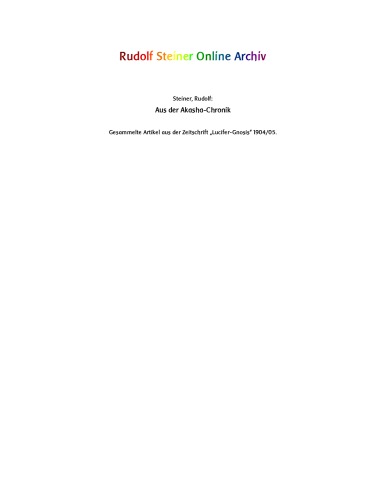 Rudolf Steiner Online Archiv
Steiner, Rudolf:
Aus der Akasha-Chronik
Gesammelte Artikel aus der Zeitschrift „Lucifer-Gnosis“ 1904/05.